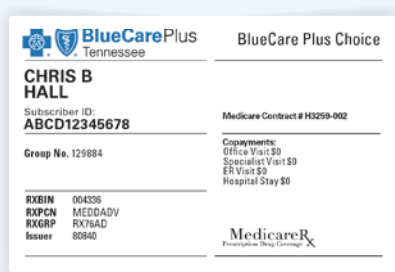 BlueCarePlus
Tennessee
BlueCare Plus Choice
CHRIS B
HALL
Subscriber ID:
ABCD12345678
Medicare Contract # H3259-002
Group No. 129884
Copayments:
Office Visit $0
Specialist Visit $0
ER Visit $0
Hospital Stay $0
RXBIN 004336
RXPCN MEDDADV
RXGRP RX76AD
Issuer 80840
MedicareRx
Prescription Drug Coverage